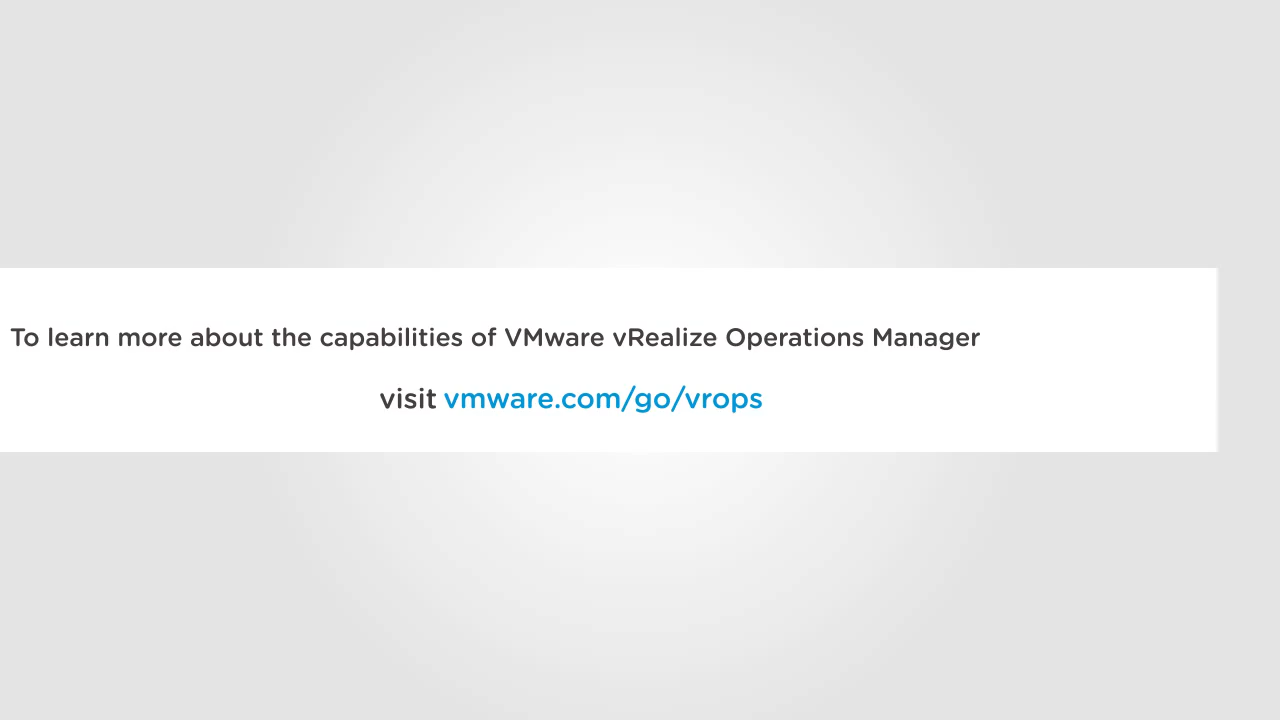 To learn more about the capabilities of VMware vRealize Operations Manager
visit vmware.com/go/vrops